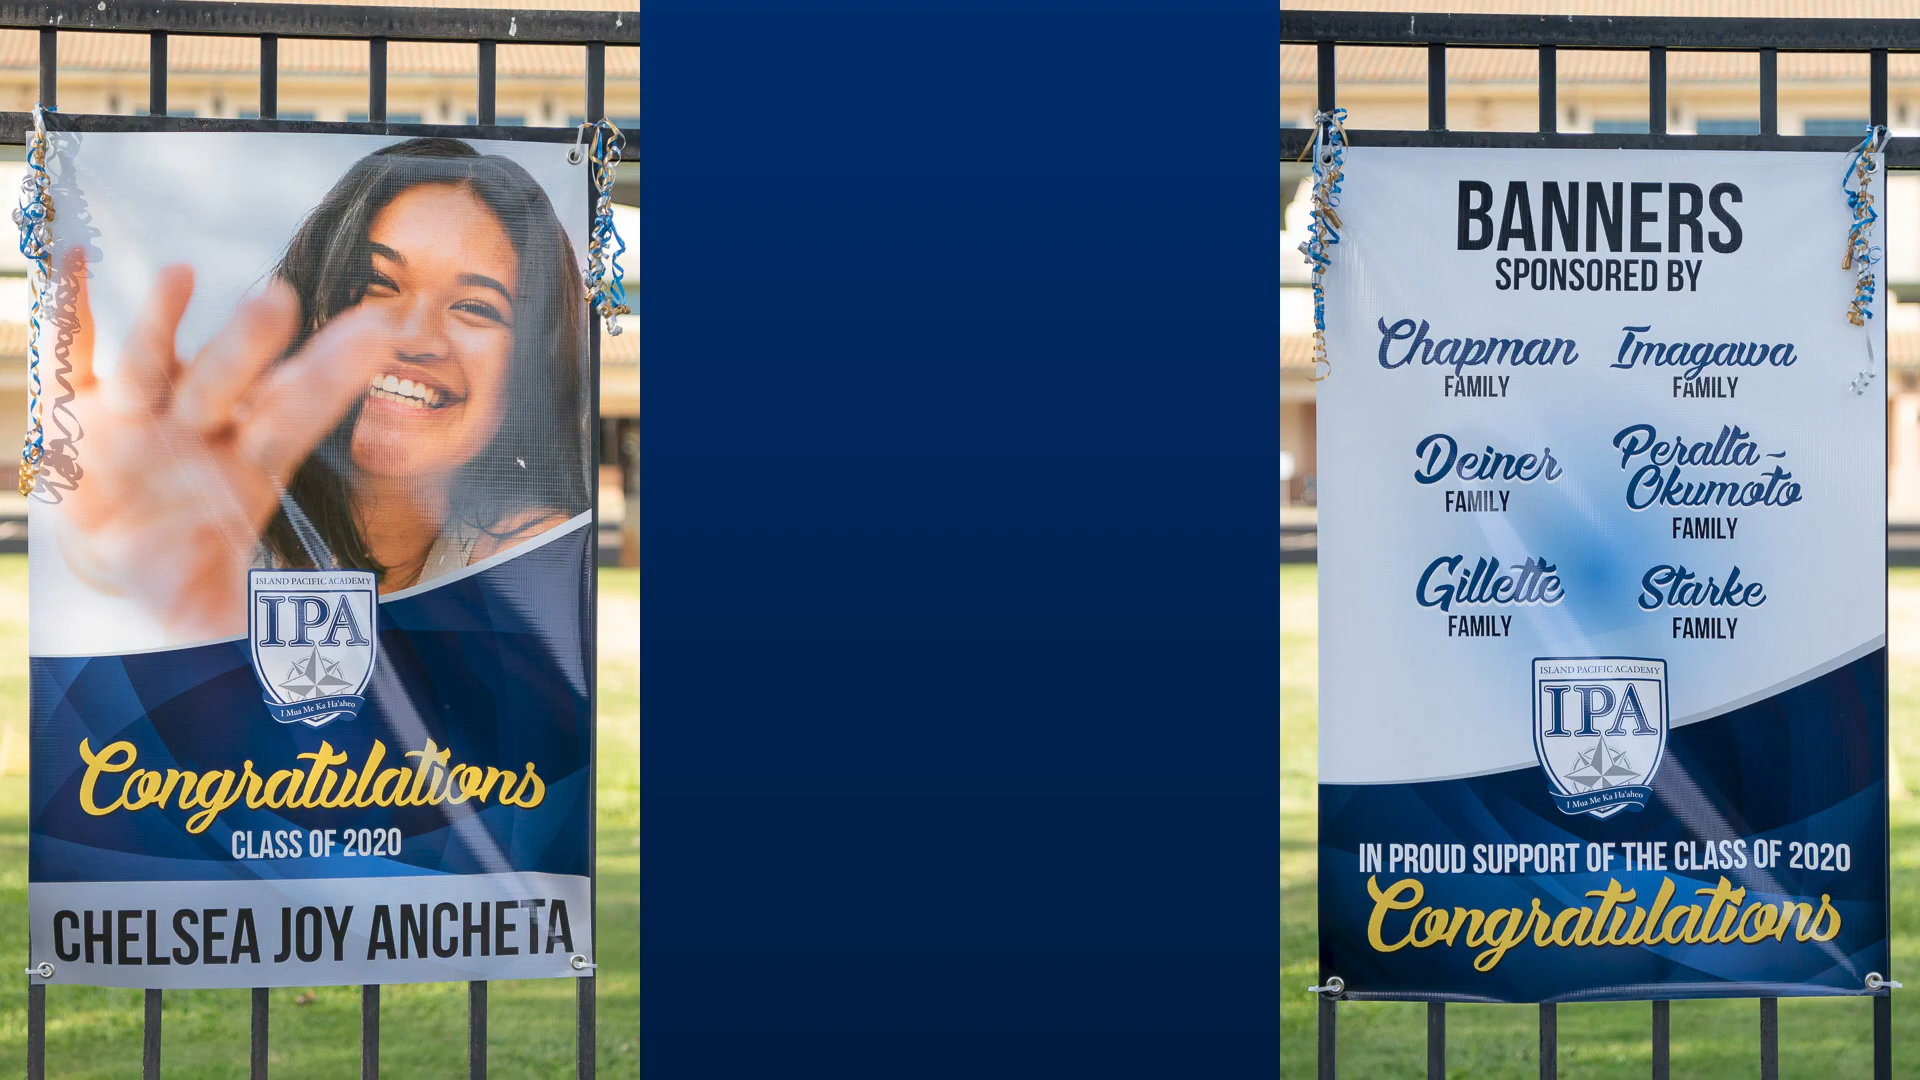 ISLAND PACIFIC ACADEMY
IPA
I Mua Me Ka Ha'aheo
Congratulations
CLASS OF 2020
CHELSEA JOY ANCHETA
BANNERS
SPONSORED BY
Chapman
FAMILY
Imagawa
FAMILY
Deiner
FAMILY
Peralta-
Okumoto
FAMILY
Gillette
FAMILY
Starke
FAMILY
ISLAND PACIFIC ACADEMY
IPA
I Mua Me Ka Ha'aheo
IN PROUD SUPPORT OF THE CLASS OF 2020
Congratulations